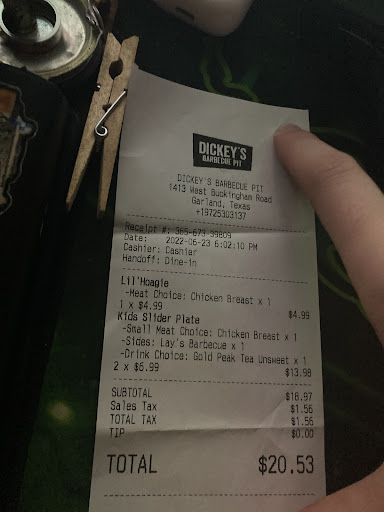 DICKEY'S
BARBECUE PIT
DICKEY'S BARBECUE PIT
1413 West Buckingham Road
Garland, Texas
+19725303137
Receipt #: 365-673-39809
Date: 2022-06-23 6:02:10 PM
Cashier: Cashier
Handoff: Dine-in
Lil'Hoagie
-Meat Choice: Chicken Breast x 1
1 x $4.99 $4.99
Kids Slider Plate
-Small Meat Choice: Chicken Breast x 1
-Sides: Lay's Barbecue x 1
-Drink Choice: Gold Peak Tea Unsweet x 1
2 x $6.99 $13.98
SUBTOTAL $18.97
Sales Tax $1.56
TOTAL TAX $1.56
TIP $0.00
TOTAL $20.53